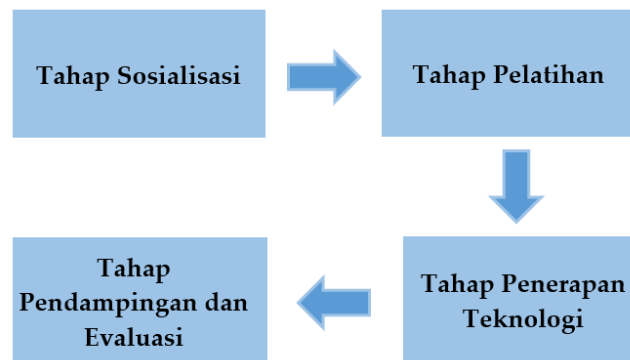 Tahap Sosialisasi
Tahap Pelatihan
Tahap Penerapan
Teknologi
Tahap
Pendampingan dan
Evaluasi